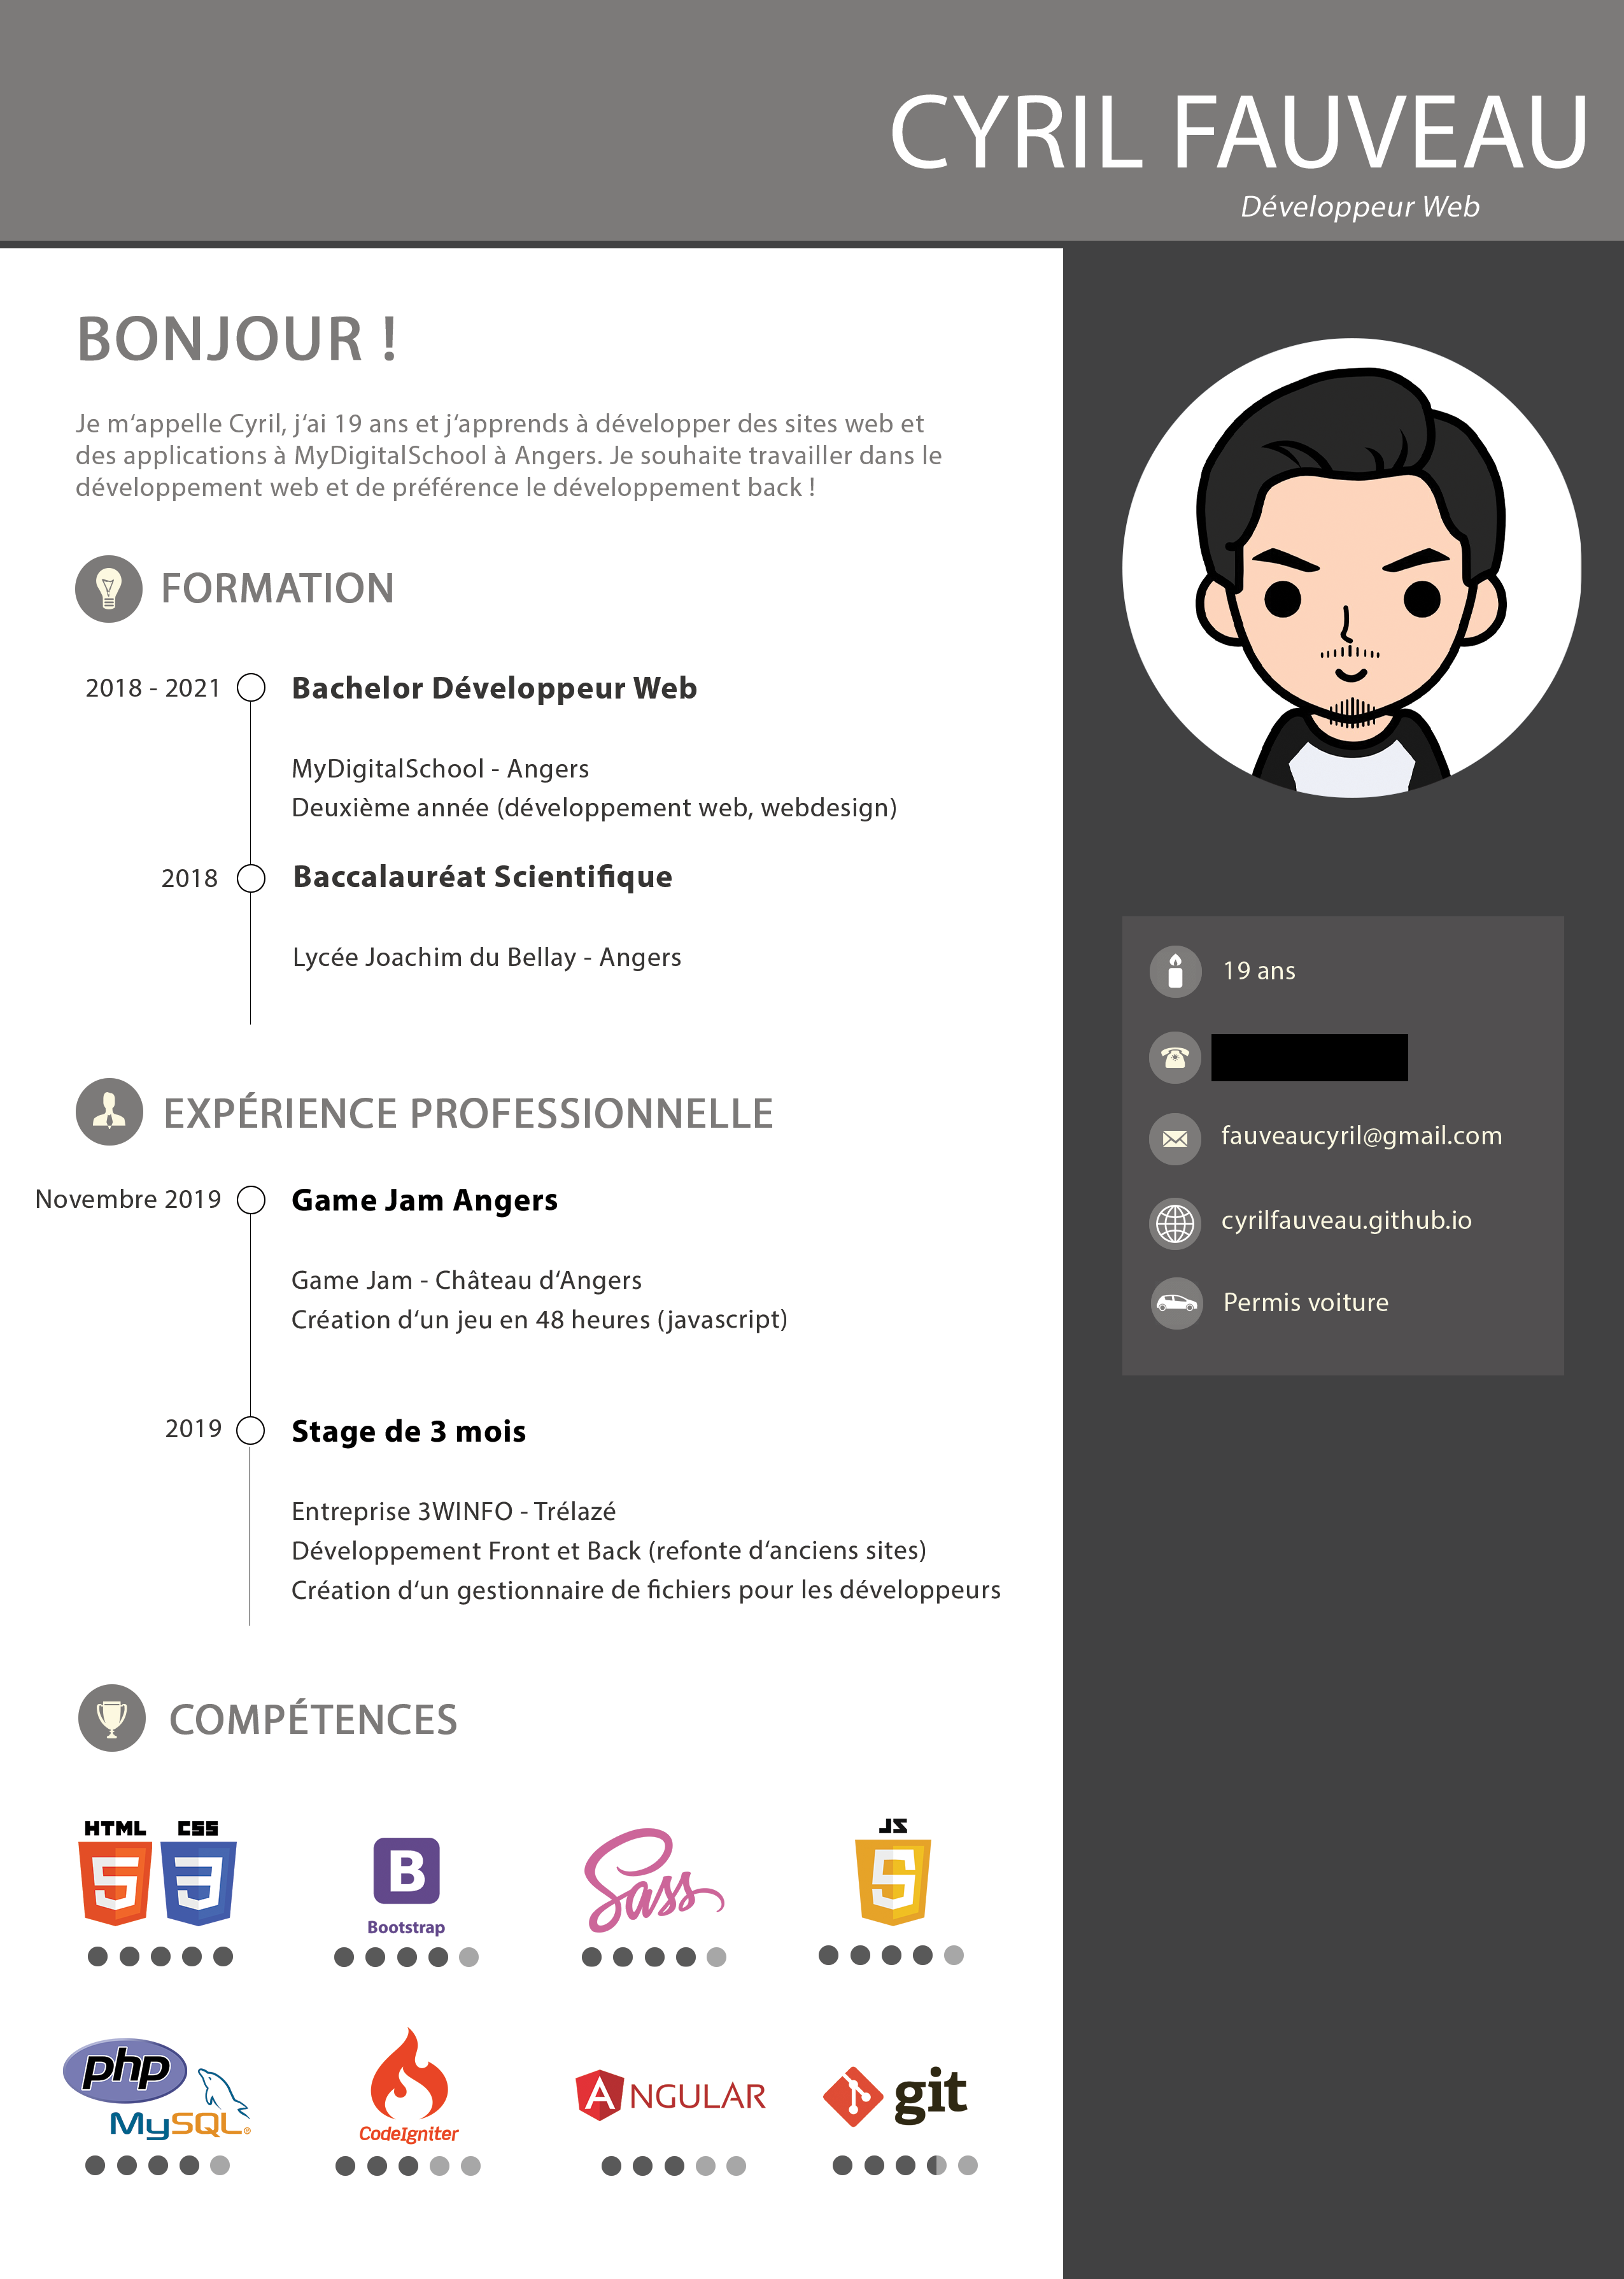 CYRIL FAUVEAU
Développeur Web
BONJOUR !
Je m‘appelle Cyril, j‘ai 19 ans et j‘apprends à développer des sites web et
des applications à MyDigitalSchool à Angers. Je souhaite travailler dans le
développement web et de préférence le développement back !
FORMATION
2018 - 2021 Bachelor Développeur Web
MyDigitalSchool - Angers
Deuxième année (développement web, webdesign)
2018 Baccalauréat Scientifique
Lycée Joachim du Bellay - Angers
EXPÉRIENCE PROFESSIONNELLE
Novembre 2019 Game Jam Angers
Game Jam - Château d‘Angers
Création d‘un jeu en 48 heures (javascript)
2019 Stage de 3 mois
Entreprise 3WINFO - Trélazé
Développement Front et Back (refonte d‘anciens sites)
Création d‘un gestionnaire de fichiers pour les développeurs
COMPÉTENCES
HTML CSS
5 3
B
Bootstrap
Sass
JS
5
php
MySQL®
CodeIgniter
ANGULAR
git
19 ans
fauveaucyril@gmail.com
cyrilfauveau.github.io
Permis voiture